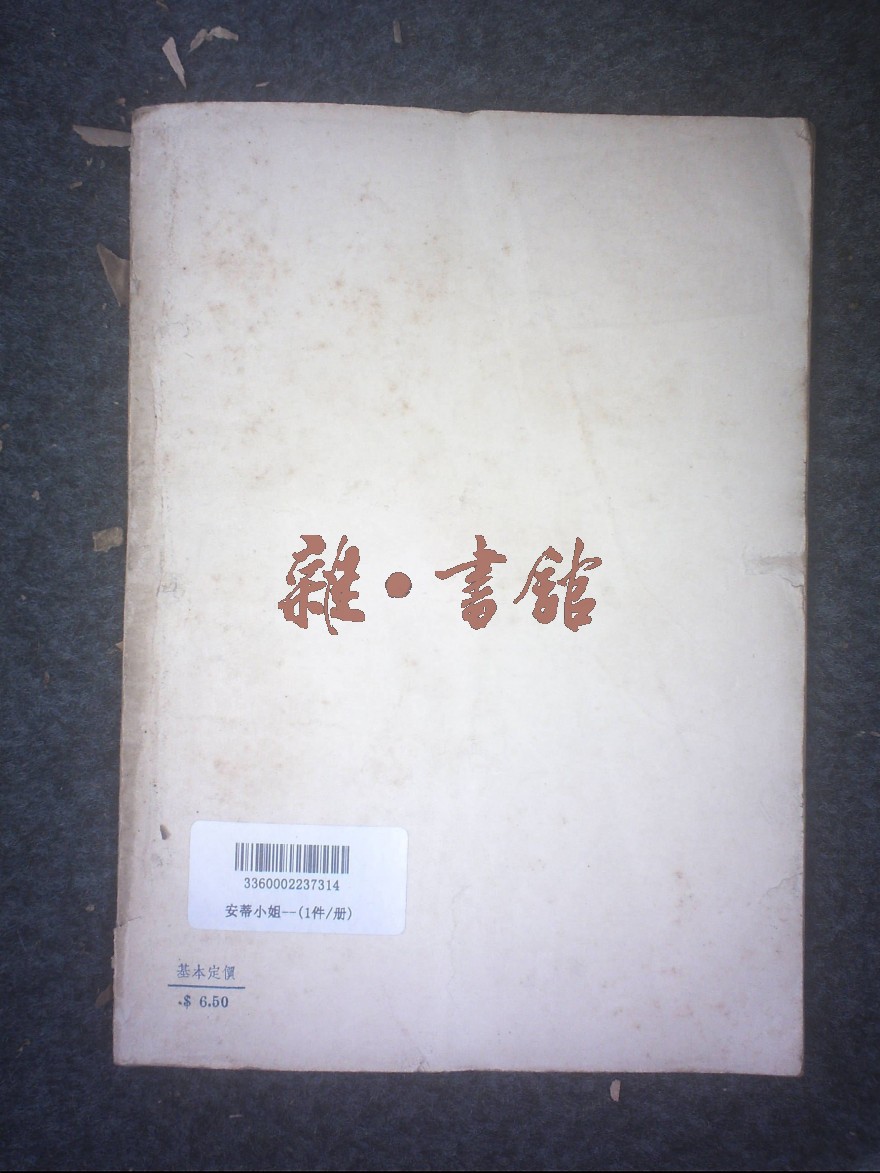 雜·書館
3360002237314
安蒂小姐--(1件/册)
基本定價
$ 6.50